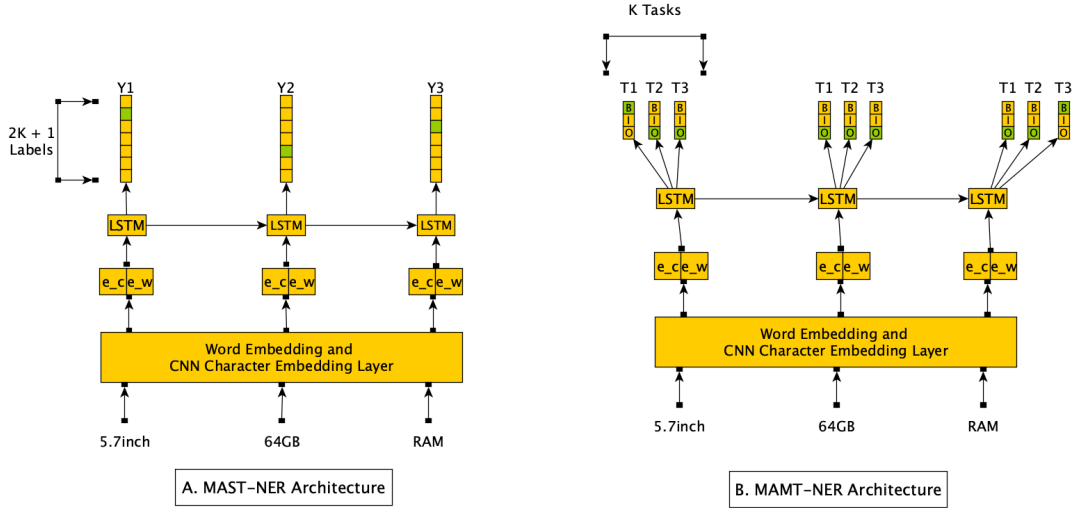 K Tasks
Y1 Y2 Y3
2K + 1
Labels
LSTM LSTM LSTM
e_c e_w e_c e_w e_c e_w
Word Embedding and
CNN Character Embedding Layer
5.7inch 64GB RAM
A. MAST-NER Architecture
T1 T2 T3 T1 T2 T3 T1 T2 T3
B B B B B B B B B
I I I I I I I I I
O O O O O O O O O
LSTM LSTM LSTM
e_c e_w e_c e_w e_c e_w
Word Embedding and
CNN Character Embedding Layer
5.7inch 64GB RAM
B. MAMT-NER Architecture